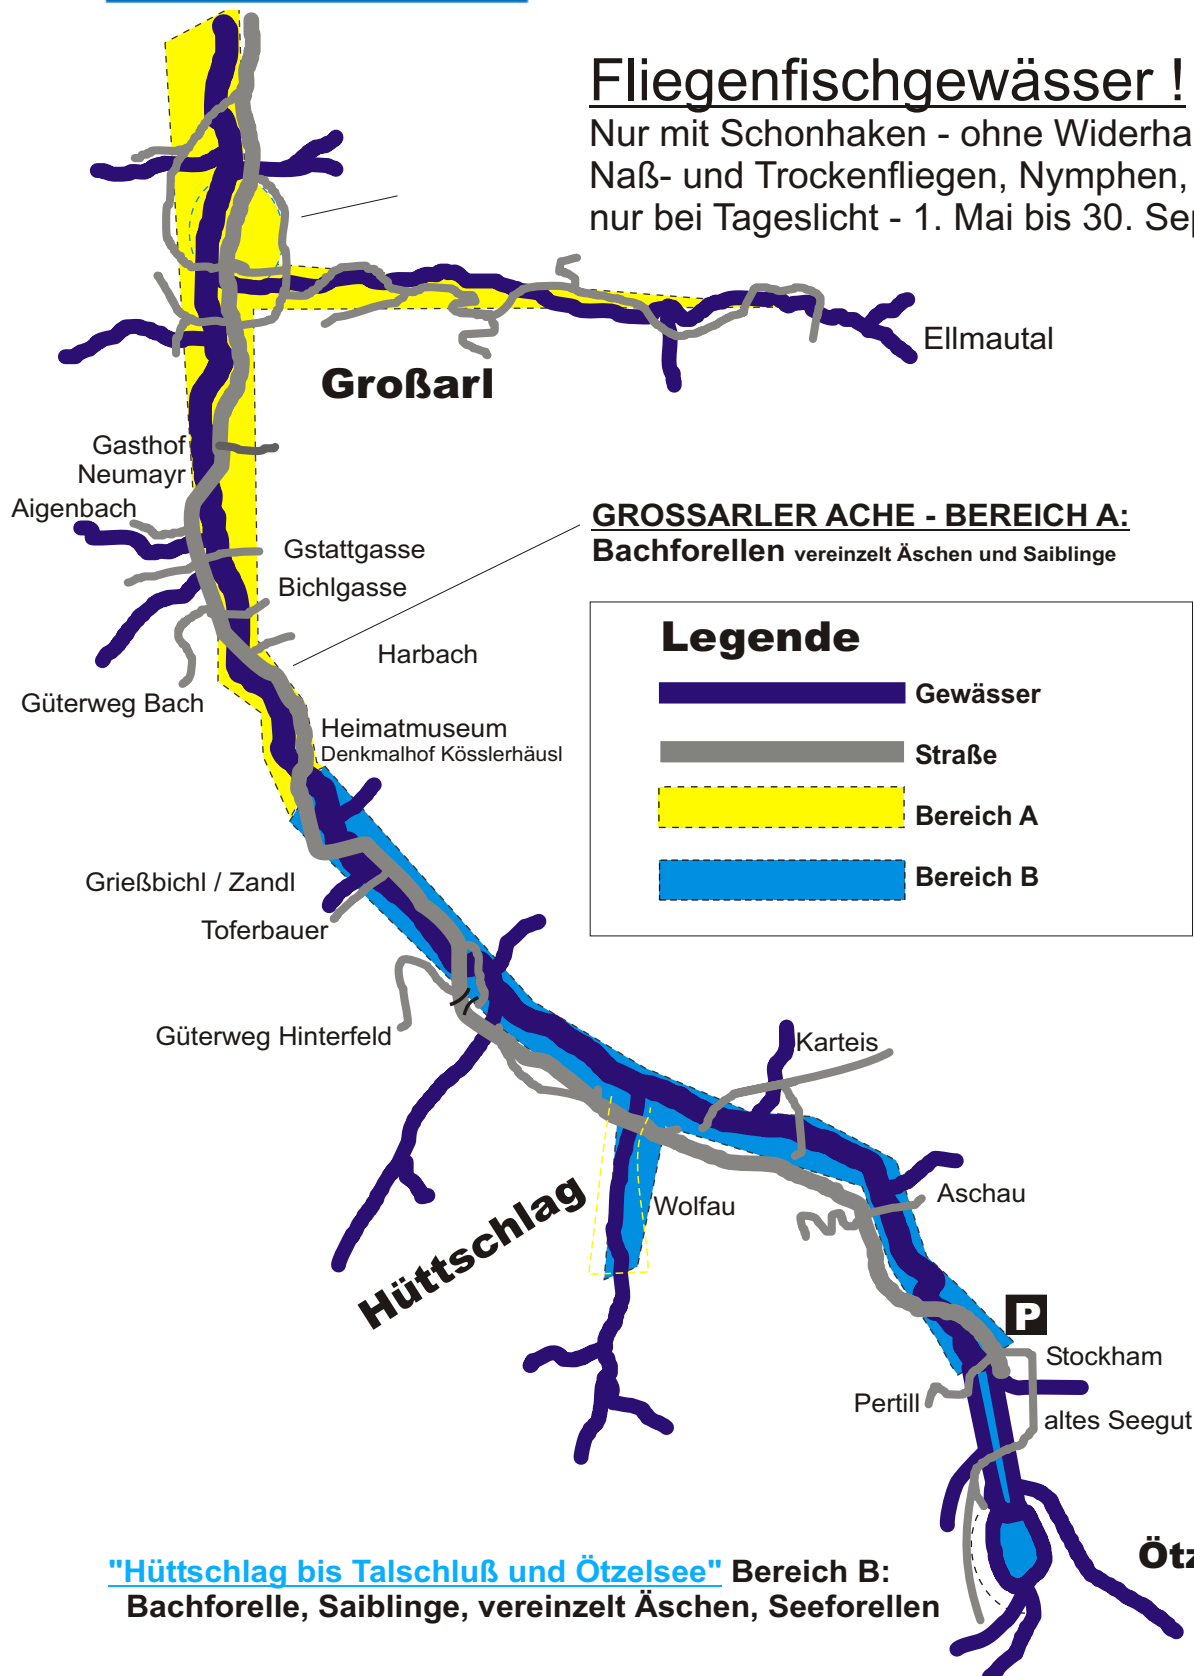 Fliegenfischgewässer !
Nur mit Schonhaken - ohne
Naß- und Trockenfliegen, Nymphen,
nur bei Tageslicht - 1. Mai bis 30.
Ellmautal
Großarl
Gasthof
Neumayr
Aigenbach
GROSSARLER ACHE - BEREICH A:
Bachforellen vereinzelt Äschen und Saiblinge
Gstattgasse
Bichlgasse
Harbach
Güterweg Bach
Heimatmuseum
Denkmalhof Kösslerhäusl
Legende
Gewässer
Straße
Bereich A
Bereich B
Grießbichl / Zandl
Toferbauer
Güterweg Hinterfeld
Karteis
Hüttschlag
Wolfau
Aschau
P
Stockham
Pertill
altes Seegut
"Hüttschlag bis Talschluß und Ötzelsee" Bereich B:
Bachforelle, Saiblinge, vereinzelt Äschen, Seeforellen